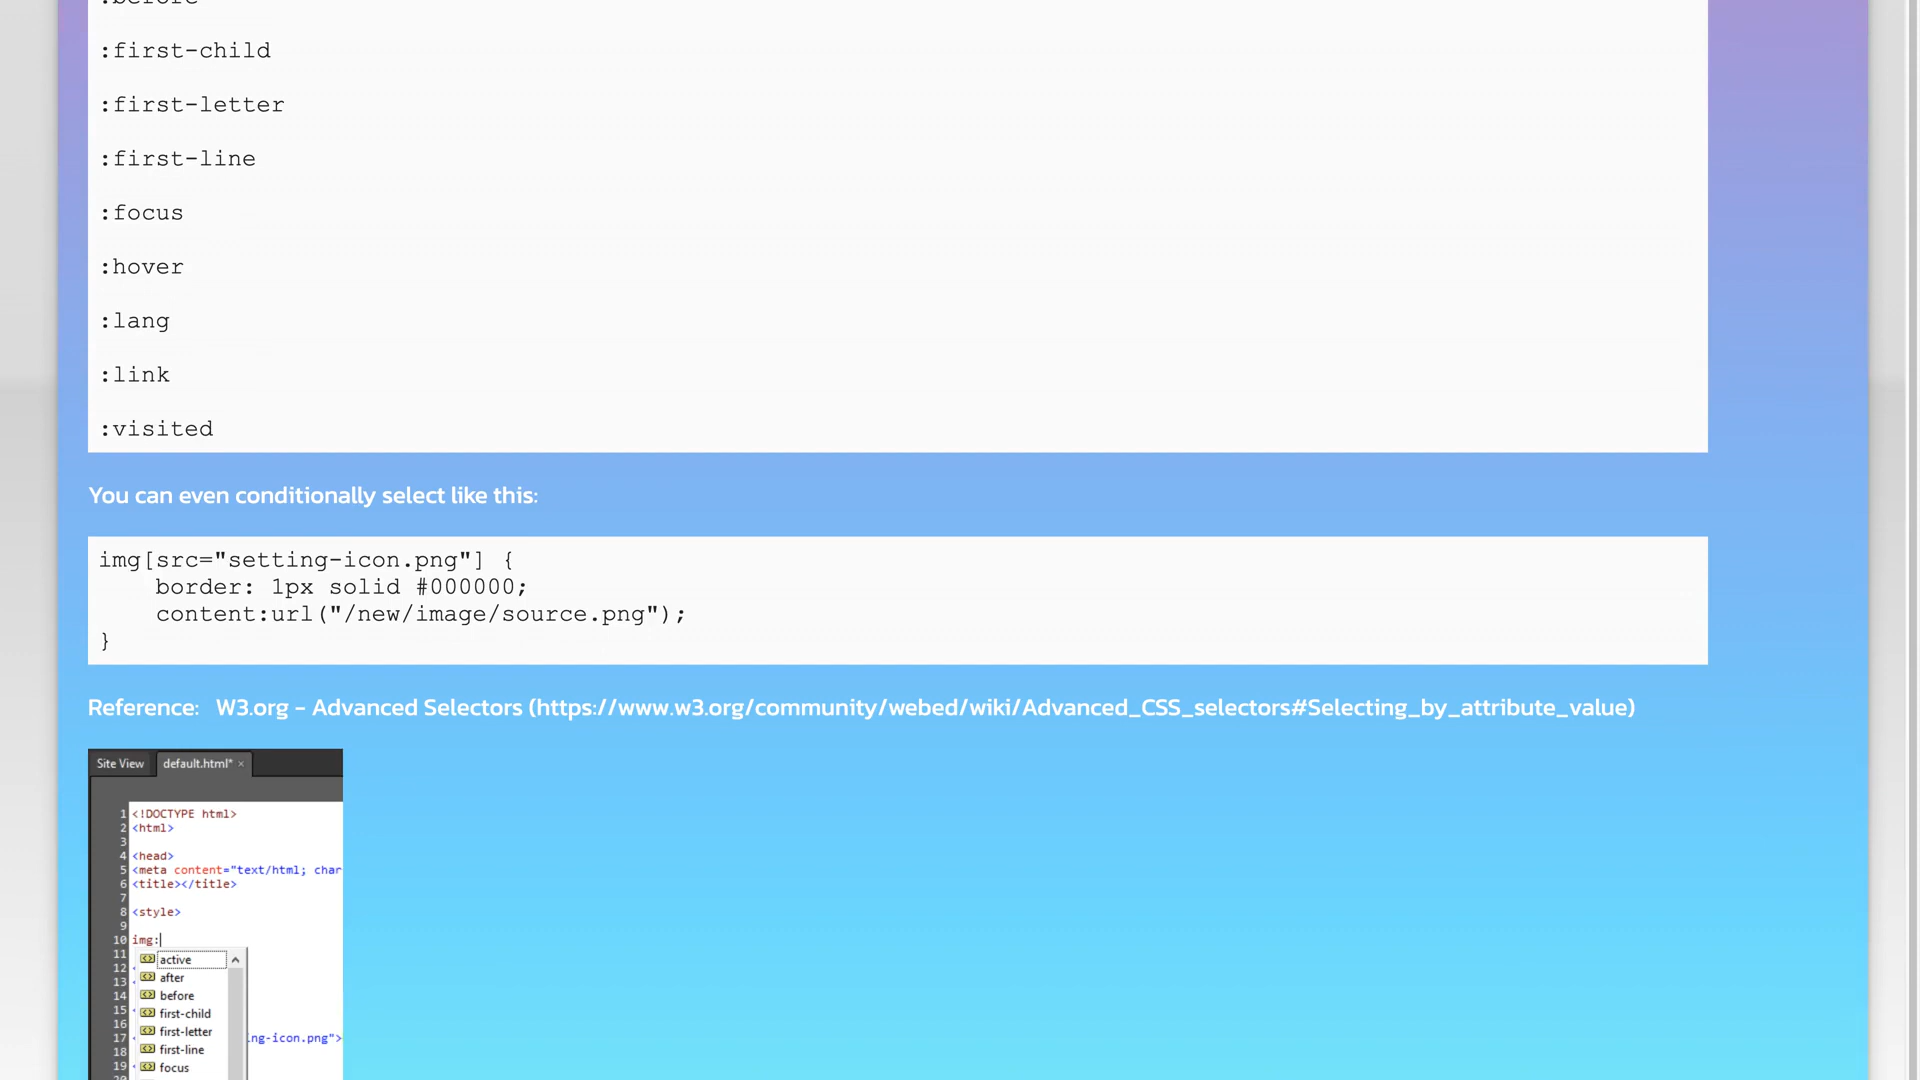 :before
:first-child
:first-letter
:first-line
:focus
:hover
:lang
:link
:visited
You can even conditionally select like this:
img[src="setting-icon.png"] {
    border: 1px solid #000000;
    content:url("/new/image/source.png");
}
Reference:   W3.org - Advanced Selectors (https://www.w3.org/community/webed/wiki/Advanced_CSS_selectors#Selecting_by_attribute_value)
Site View default.html* ×
1 <!DOCTYPE html>
2 <html>
3
4 <head>
5 <meta content="text/html; char
6 <title></title>
7
8 <style>
9
10 img:
11 active
12 after
13
14 before
15 first-child
16 first-letter
17 ng-icon.png">
18 first-line
19 focus
20